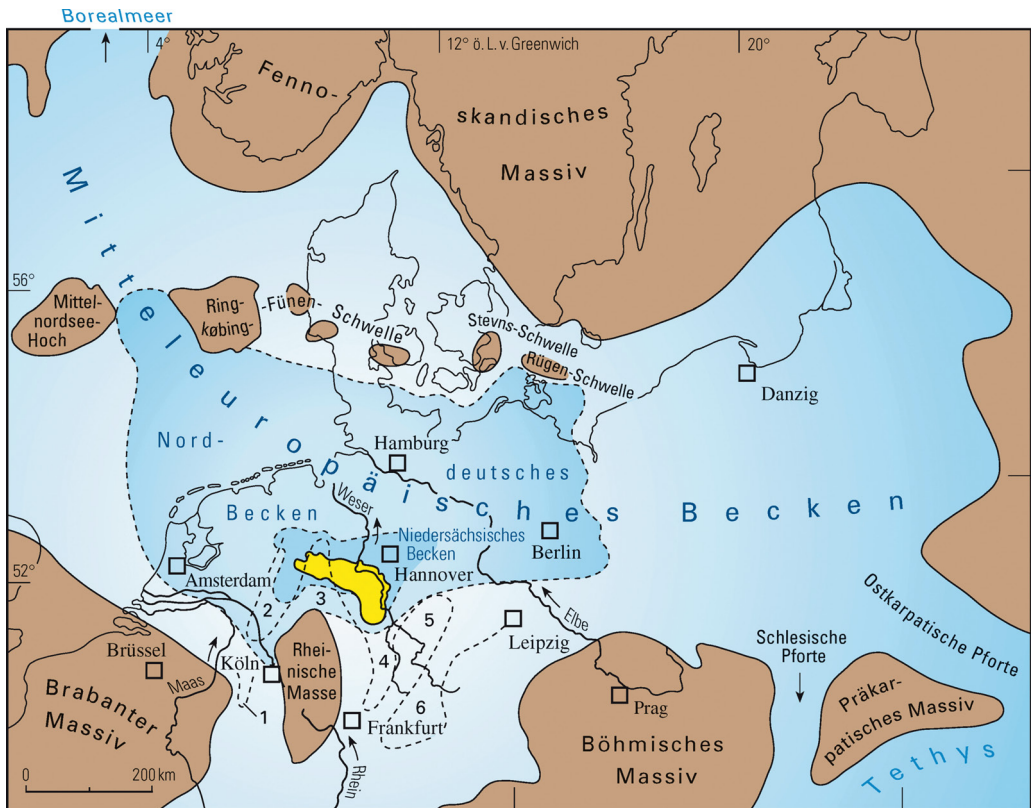 Borealmeer
4°
12° ö. L. v. Greenwich
20°
Fenno-
skandisches
Massiv
Mitteleuropäisches Becken
56°
Mittel-
nordsee-
Hoch
Ring-
købing-
-Fünen-
Schwelle
Stevns-Schwelle
Rügen-Schwelle
Danzig
Nord-
deutsches
Becken
Hamburg
Weser
Niedersächsisches
Becken
Hannover
Berlin
52°
Amsterdam
2
3
5
Elbe
Leipzig
Ostkarpatische Pforte
Schlesische
Pforte
Brüssel
Maas
Köln
Rhei-
nische
Masse
4
6
1
Frankfurt
Rhein
Prag
Brabanter
Massiv
Böhmisches
Massiv
Präkar-
patisches Massiv
Tethys
0
200 km